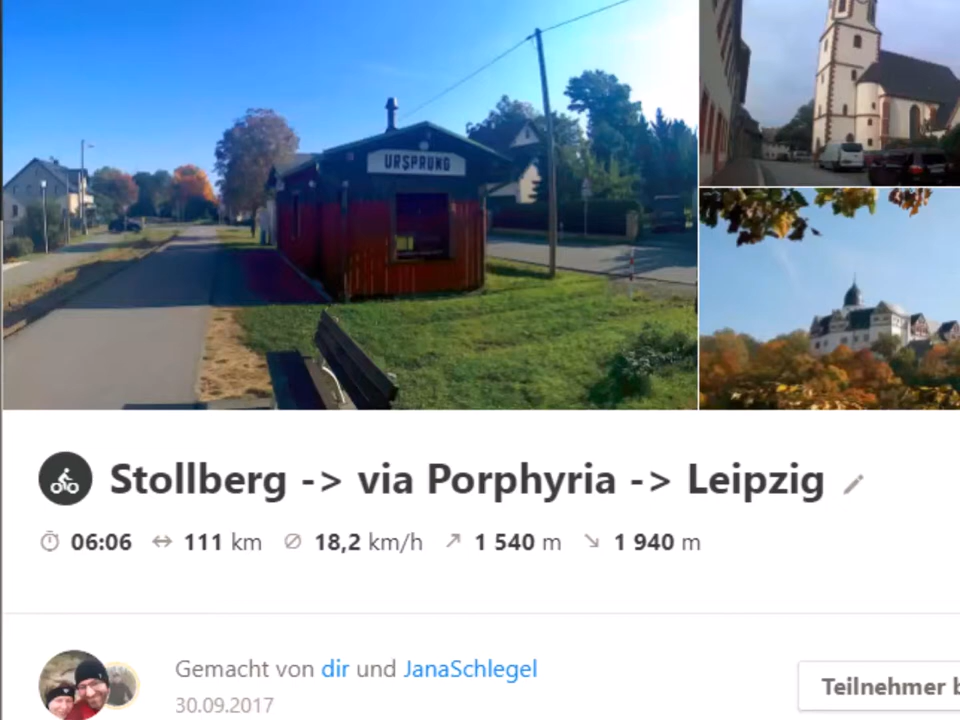 URSPRUNG
Stollberg -> via Porphyria -> Leipzig
06:06 111 km 18,2 km/h 1 540 m 1 940 m
Gemacht von dir und JanaSchlegel
30.09.2017
Teilnehmer